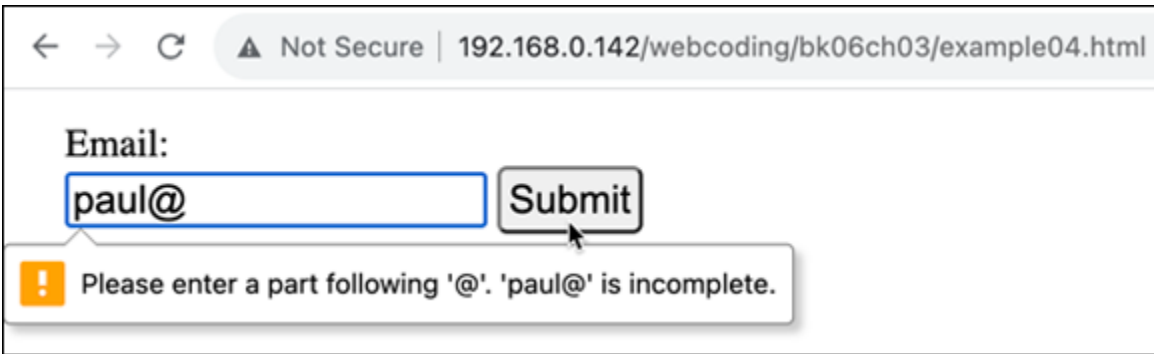 Not Secure | 192.168.0.142/webcoding/bk06ch03/example04.html
Email:
paul@ Submit
Please enter a part following '@'. 'paul@' is incomplete.